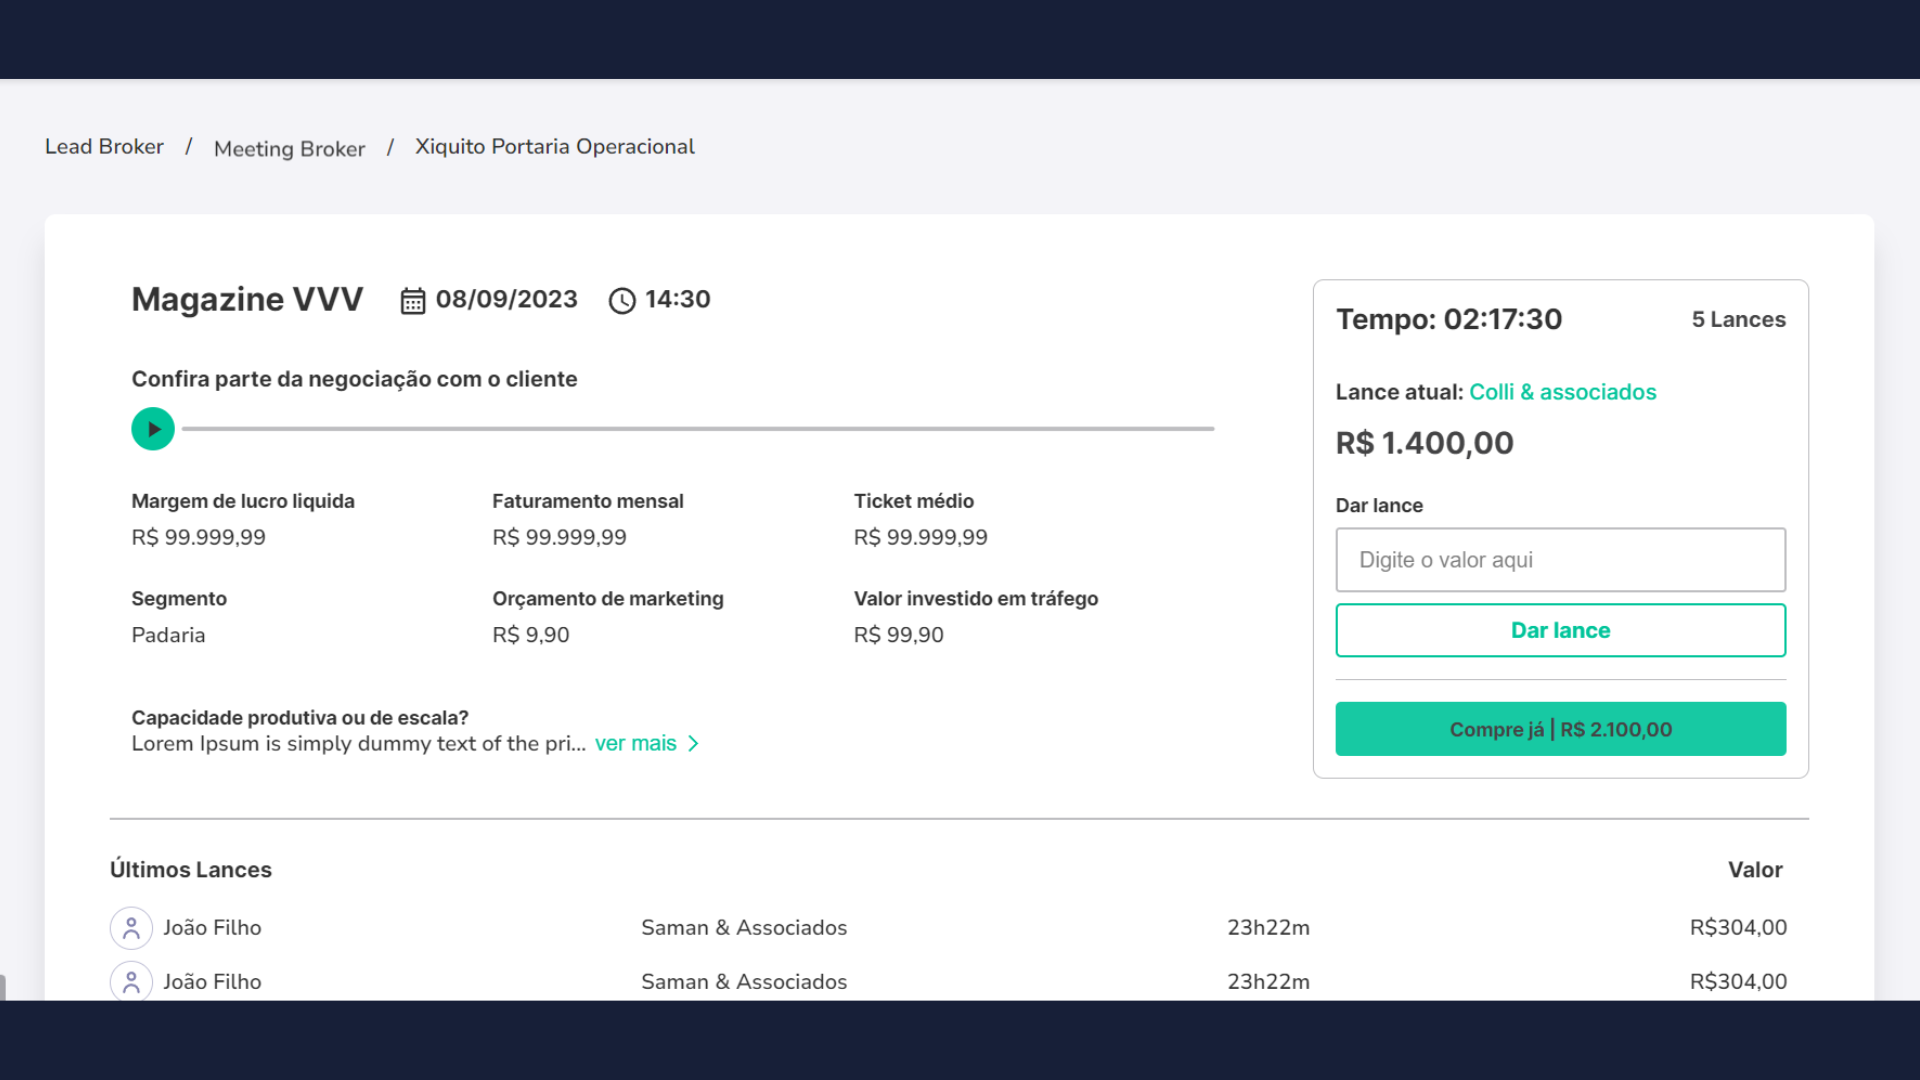 Lead Broker / Meeting Broker / Xiquito Portaria Operacional
Magazine VVV 08/09/2023 14:30
Confira parte da negociação com o cliente
Margem de lucro liquida Faturamento mensal Ticket médio
R$ 99.999,99 R$ 99.999,99 R$ 99.999,99
Segmento Orçamento de marketing Valor investido em tráfego
Padaria R$ 9,90 R$ 99,90
Capacidade produtiva ou de escala?
Lorem Ipsum is simply dummy text of the pri... ver mais
Tempo: 02:17:30 5 Lances
Lance atual: Colli & associados
R$ 1.400,00
Dar lance
Digite o valor aqui
Dar lance
Compre já | R$ 2.100,00
Últimos Lances Valor
João Filho Saman & Associados 23h22m R$304,00
João Filho Saman & Associados 23h22m R$304,00